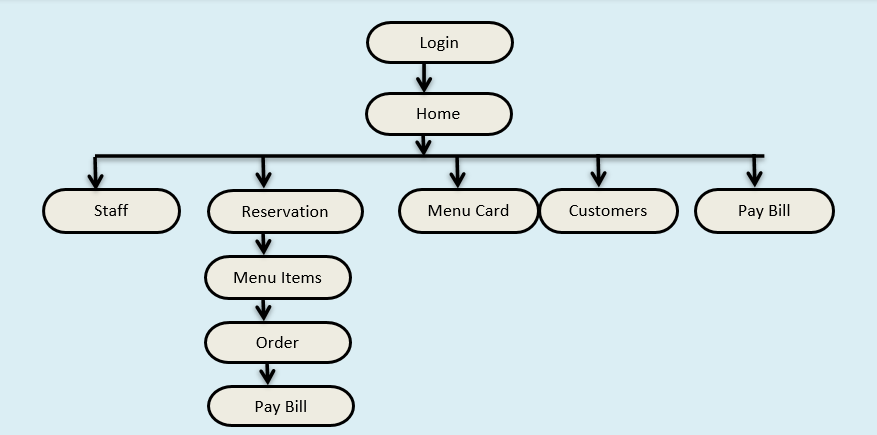 Login
Home
Staff
Reservation
Menu Card
Customers
Pay Bill
Menu Items
Order
Pay Bill